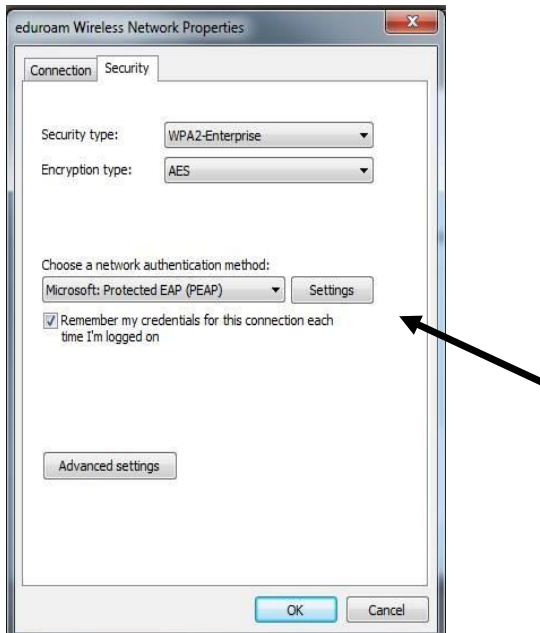 eduroam Wireless Network Properties
Connection Security
Security type: WPA2-Enterprise
Encryption type: AES
Choose a network authentication method:
Microsoft: Protected EAP (PEAP) Settings
Remember my credentials for this connection each
time I'm logged on
Advanced settings
OK Cancel